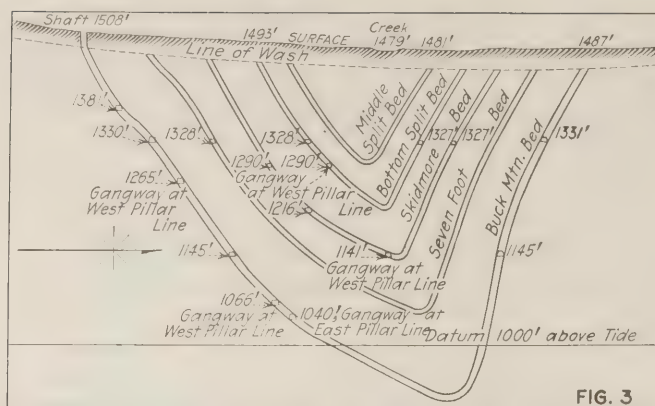 Shaft 1508'
1493'
SURFACE
Creek
1479'
1481'
1487'
Line of Wash
1381'
1330'
1328'
1328'
1327'
1327'
1331'
Middle
Split Bed
Bottom Split Bed
Skidmore Bed
Seven Foot Bed
Buck Mtn. Bed
1290'
1290'
Gangway
at West Pillar
Line
1265'
Gangway at
West Pillar
Line
1216'
1145'
1141'
Gangway at
West Pillar
Line
1145'
1066'
Gangway at
West Pillar Line
1040', Gangway at
East Pillar Line
Datum 1000' above Tide
FIG. 3